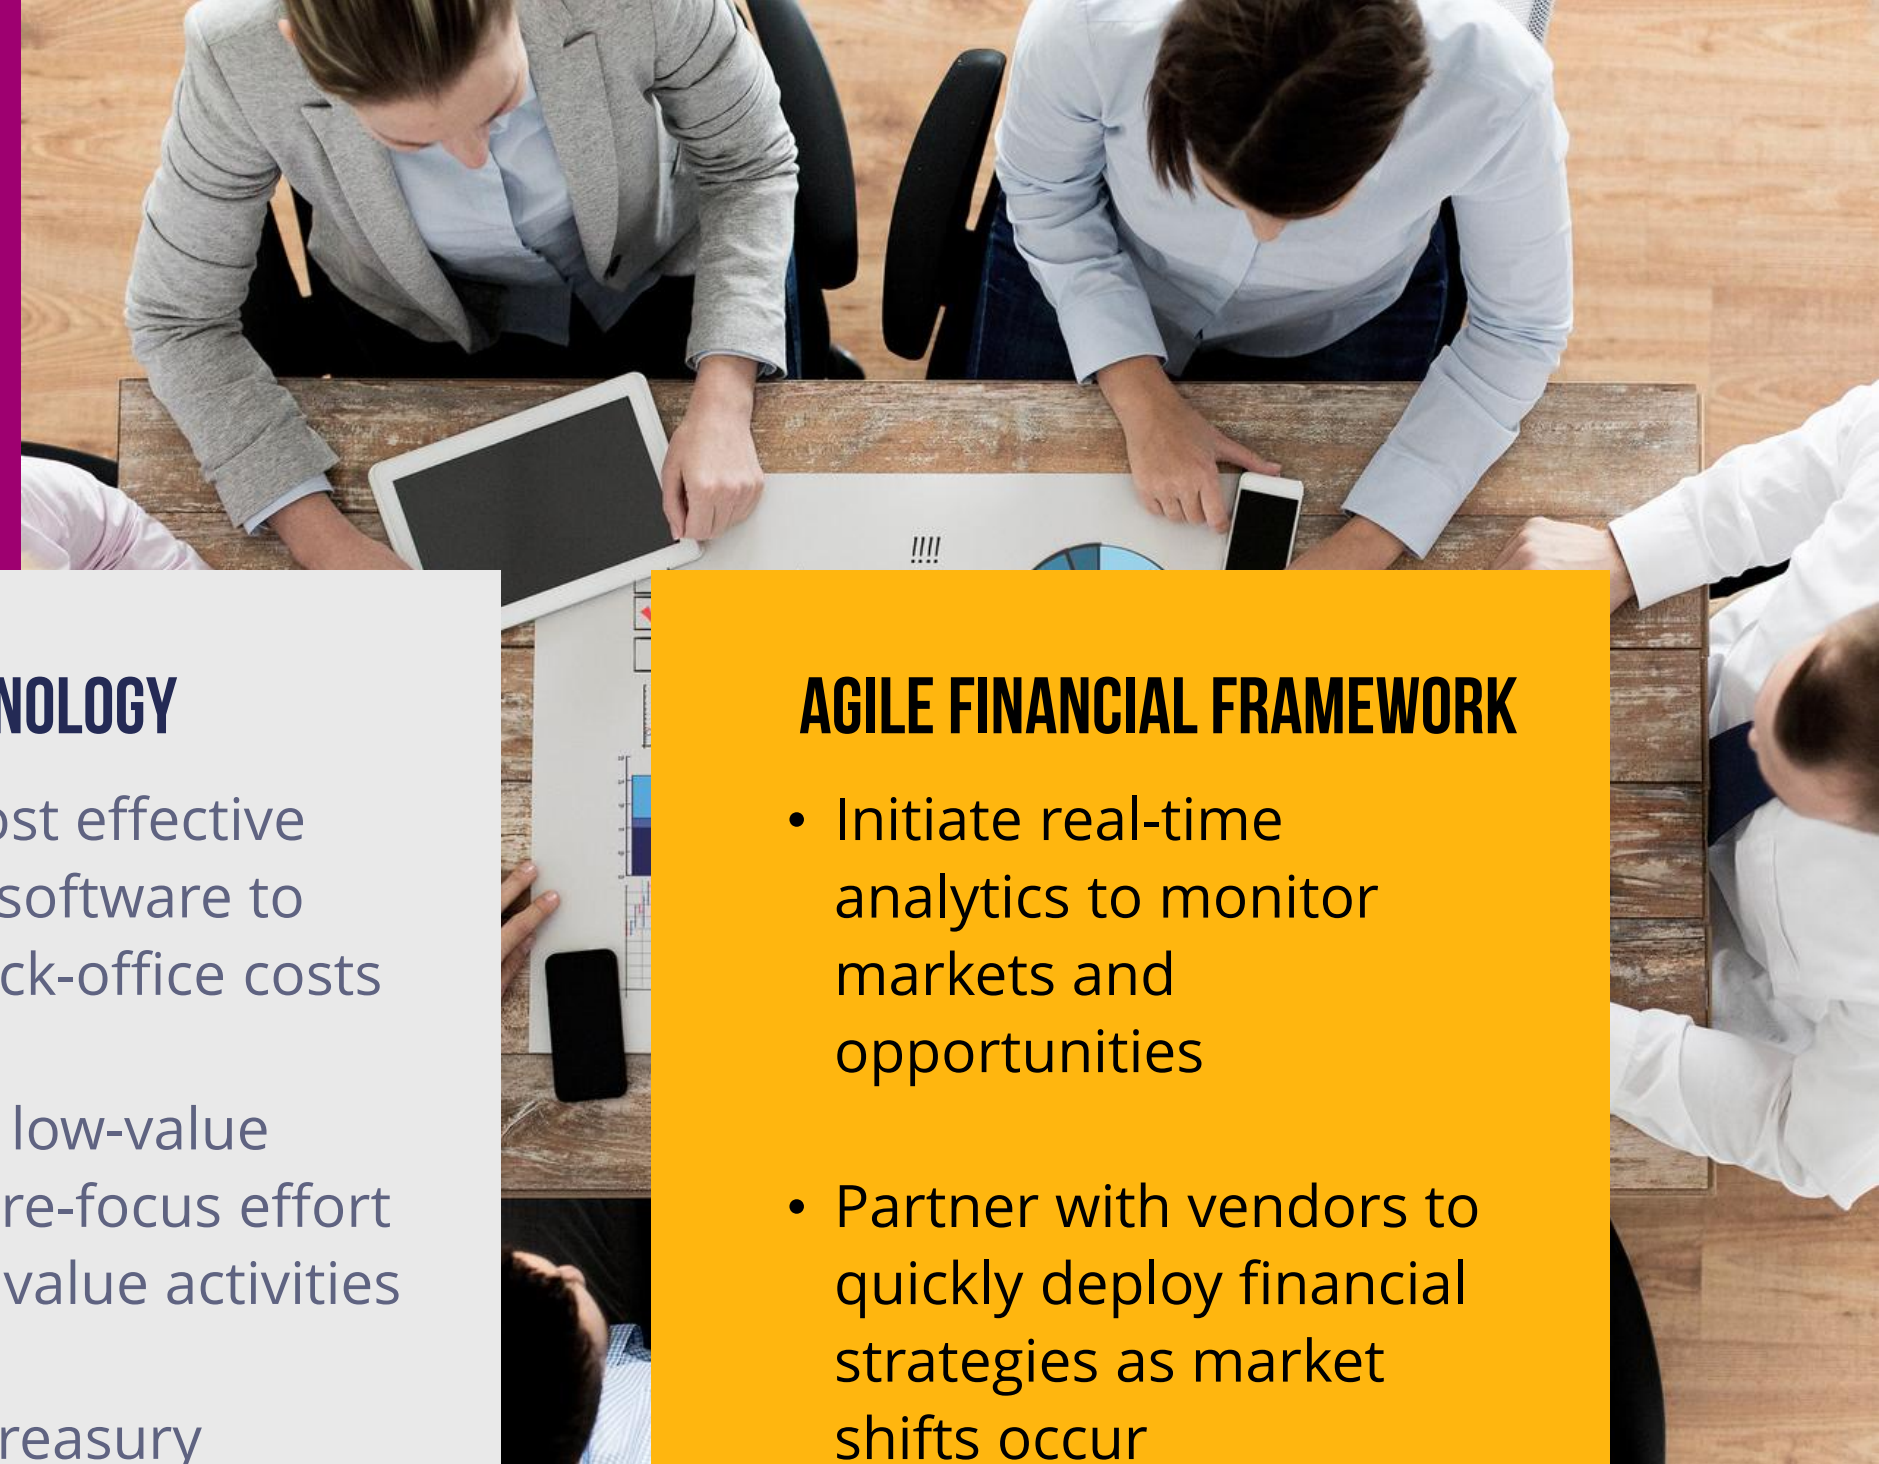 !!!!
NOLOGY
ost effective
software to
ck-office costs
low-value
re-focus effort
value activities
reasury
AGILE FINANCIAL FRAMEWORK
• Initiate real-time
analytics to monitor
markets and
opportunities
• Partner with vendors to
quickly deploy financial
strategies as market
shifts occur